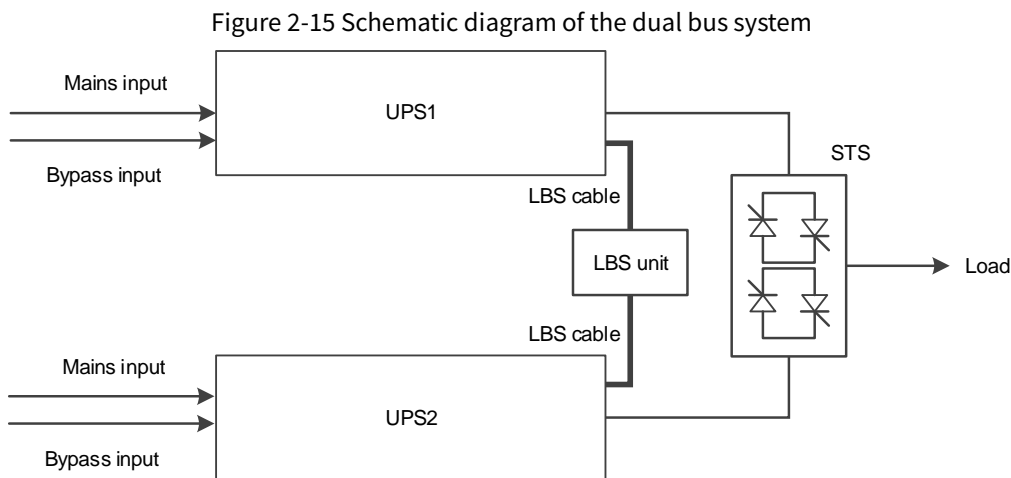 Figure 2-15 Schematic diagram of the dual bus system
Mains input
UPS1
Bypass input
STS
LBS cable
LBS unit
Load
LBS cable
Mains input
UPS2
Bypass input